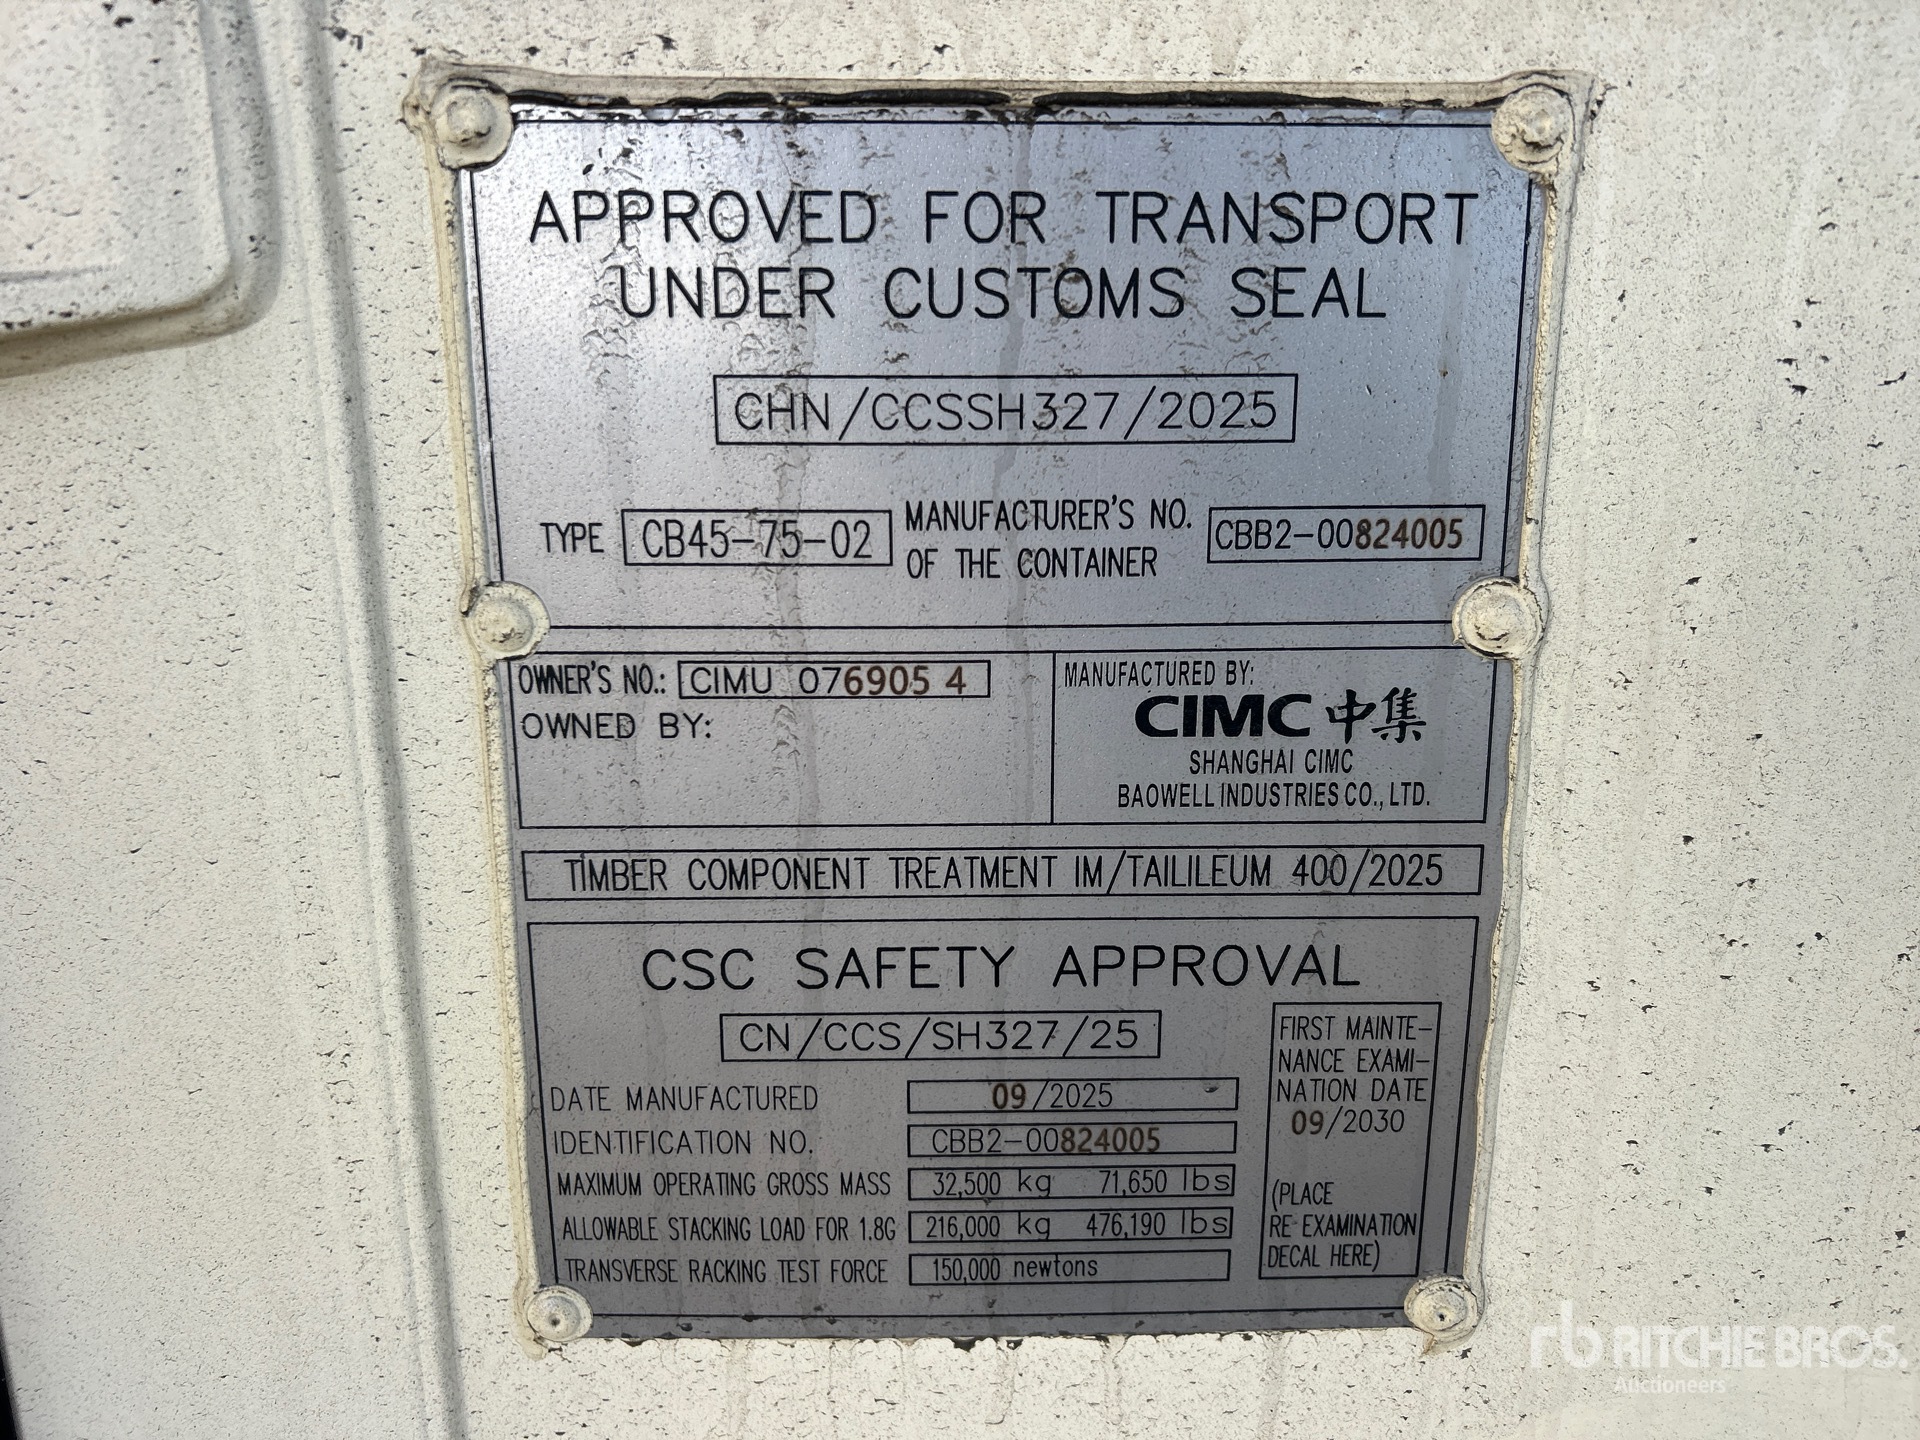 APPROVED FOR TRANSPORT
UNDER CUSTOMS SEAL
CHN/CCSSH327/2025
TYPE CB45-75-02 MANUFACTURER'S NO. OF THE CONTAINER CBB2-00824005
OWNER'S NO.: CIMU 076905 4
OWNED BY:
MANUFACTURED BY:
CIMC 中集
SHANGHAI CIMC
BAOWELL INDUSTRIES CO., LTD.
TIMBER COMPONENT TREATMENT IM/TAILILEUM 400/2025
CSC SAFETY APPROVAL
CN/CCS/SH327/25
DATE MANUFACTURED 09/2025
IDENTIFICATION NO. CBB2-00824005
MAXIMUM OPERATING GROSS MASS 32,500 kg 71,650 lbs
ALLOWABLE STACKING LOAD FOR 1.8G 216,000 kg 476,190 lbs
TRANSVERSE RACKING TEST FORCE 150,000 newtons
FIRST MAINTE-
NANCE EXAMI-
NATION DATE
09/2030
(PLACE
RE-EXAMINATION
DECAL HERE)
rb RITCHIE BROS.
Auctioneers